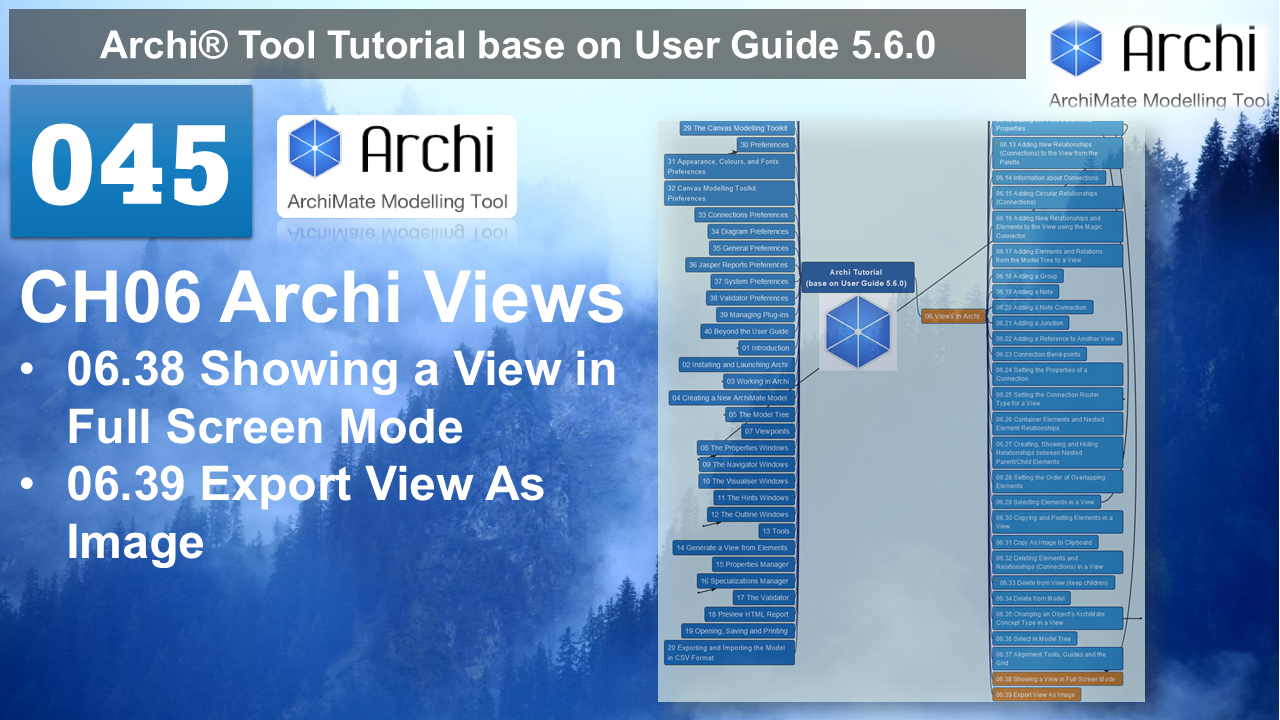 Archi® Tool Tutorial base on User Guide 5.6.0
Archi
ArchiMate Modelling Tool
045
Archi
ArchiMate Modelling Tool
CH06 Archi Views
• 06.38 Showing a View in
Full Screen Mode
• 06.39 Export View As
Image
29 The Canvas Modelling Toolkit
30 Preferences
31 Appearance, Colours, and Fonts
Preferences
32 Canvas Modelling Toolkit
Preferences
33 Connections Preferences
34 Diagram Preferences
35 General Preferences
36 Jasper Reports Preferences
37 System Preferences
38 Validator Preferences
39 Managing Plug-ins
40 Beyond the User Guide
01 Introduction
02 Installing and Launching Archi
03 Working in Archi
04 Creating a New ArchiMate Model
05 The Model Tree
07 Viewpoints
08 The Properties Windows
09 The Navigator Windows
10 The Visualiser Windows
11 The Hints Windows
12 The Outline Windows
13 Tools
14 Generate a View from Elements
15 Properties Manager
16 Specializations Manager
17 The Validator
18 Preview HTML Report
19 Opening, Saving and Printing
20 Exporting and Importing the Model
in CSV Format
Archi Tutorial
(base on User Guide 5.6.0)
06 Views in Archi
Properties
06.13 Adding New Relationships
(Connections) to the View from the
Palette
06.14 Information about Connections
06.15 Adding Circular Relationships
(Connections)
06.16 Adding New Relationships and
Elements to the View using the Magic
Connector
06.17 Adding Elements and Relations
from the Model Tree to a View
06.18 Adding a Group
06.19 Adding a Note
06.20 Adding a Note Connection
06.21 Adding a Junction
06.22 Adding a Reference to Another View
06.23 Connection Bend-points
06.24 Setting the Properties of a
Connection
06.25 Setting the Connection Router
Type for a View
06.26 Container Elements and Nested
Element Relationships
06.27 Creating, Showing and Hiding
Relationships between Nested
Parent/Child Elements
06.28 Setting the Order of Overlapping
Elements
06.29 Selecting Elements in a View
06.30 Copying and Pasting Elements in a
View
06.31 Copy As Image to Clipboard
06.32 Deleting Elements and
Relationships (Connections) in a View
06.33 Delete from View (keep children)
06.34 Delete from Model
06.35 Changing an Object's ArchiMate
Concept Type in a View
06.36 Select in Model Tree
06.37 Alignment Tools, Guides and the
Grid
06.38 Showing a View in Full Screen Mode
06.39 Export View As Image